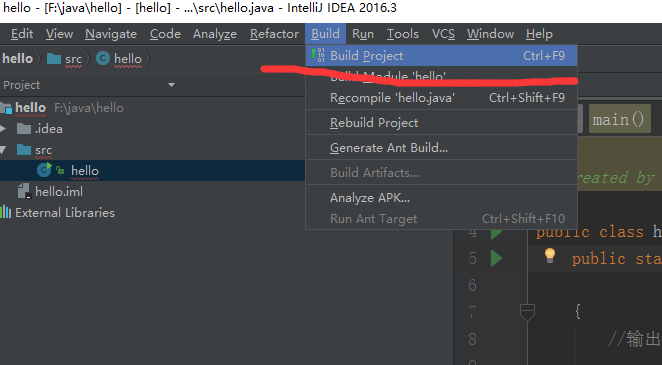 hello - [F:\java\hello] - [hello] - ...\src\hello.java - IntelliJ IDEA 2016.3
File Edit View Navigate Code Analyze Refactor Build Run Tools VCS Window Help
hello src hello
Build Project Ctrl+F9
Build Module 'hello'
Recompile 'hello.java' Ctrl+Shift+F9
Rebuild Project
Generate Ant Build...
Build Artifacts...
Analyze APK...
Run Ant Target Ctrl+Shift+F10
Project
hello F:\java\hello
.idea
src
hello
hello.iml
External Libraries
main()
reated by
4 public class h
5 public sta
6
7 {
8 //输出